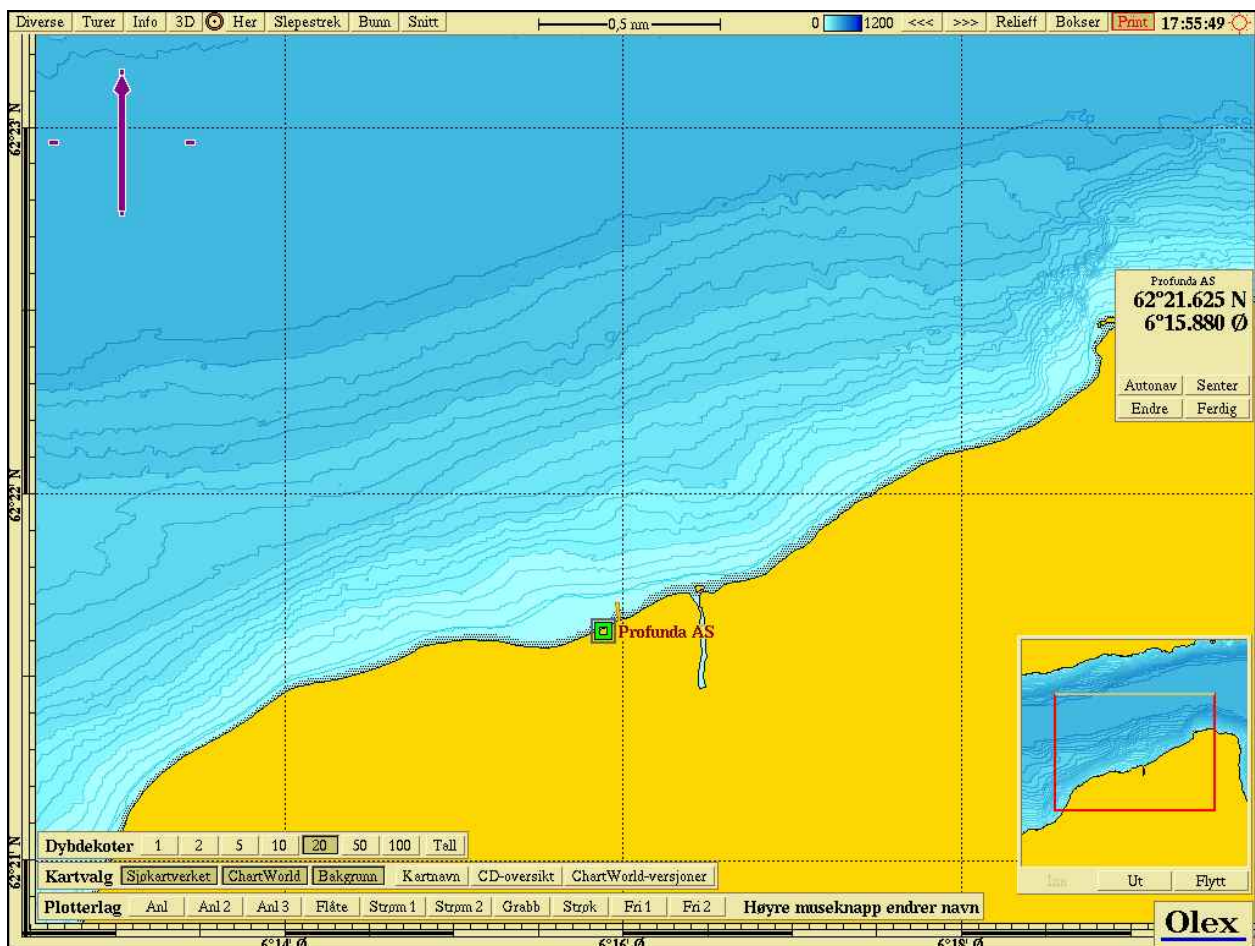 Diverse Turer Info 3D Her Slepestrek Bunn Snitt 0,5 nm 0 1200 <<< >>> Relieff Bokser Print 17:55:49
62°23' N
Profunda AS
62°21.625 N
6°15.880 Ø
Autonav Senter
Endre Ferdig
62°22' N
Profunda AS
62°21' N
Dybdekoter 1 2 5 10 20 50 100 Tall
Kartvalg Sjøkartverket ChartWorld Bakgrunn Kartnavn CD-oversikt ChartWorld-versjoner
Inn Ut Flytt
Plotterlag Anl Anl 2 Anl 3 Flåte Strøm 1 Strøm 2 Grabb Strøk Fri 1 Fri 2 Høyre museknapp endrer navn
Olex
6°14' Ø 6°16' Ø 6°18' Ø